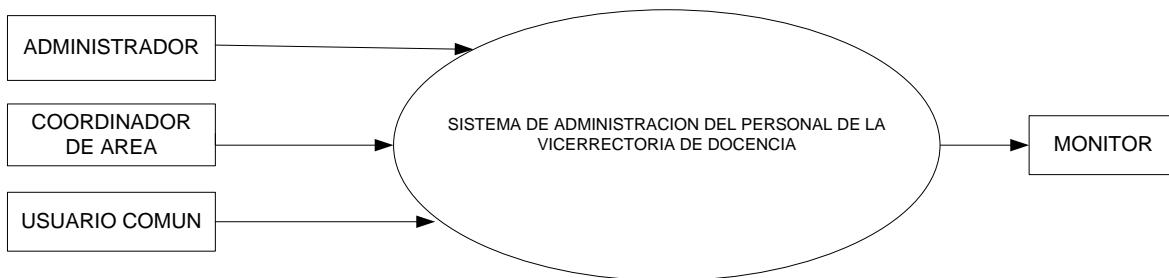 ADMINISTRADOR
COORDINADOR
DE AREA
USUARIO COMUN
SISTEMA DE ADMINISTRACION DEL PERSONAL DE LA
VICERRECTORIA DE DOCENCIA
MONITOR